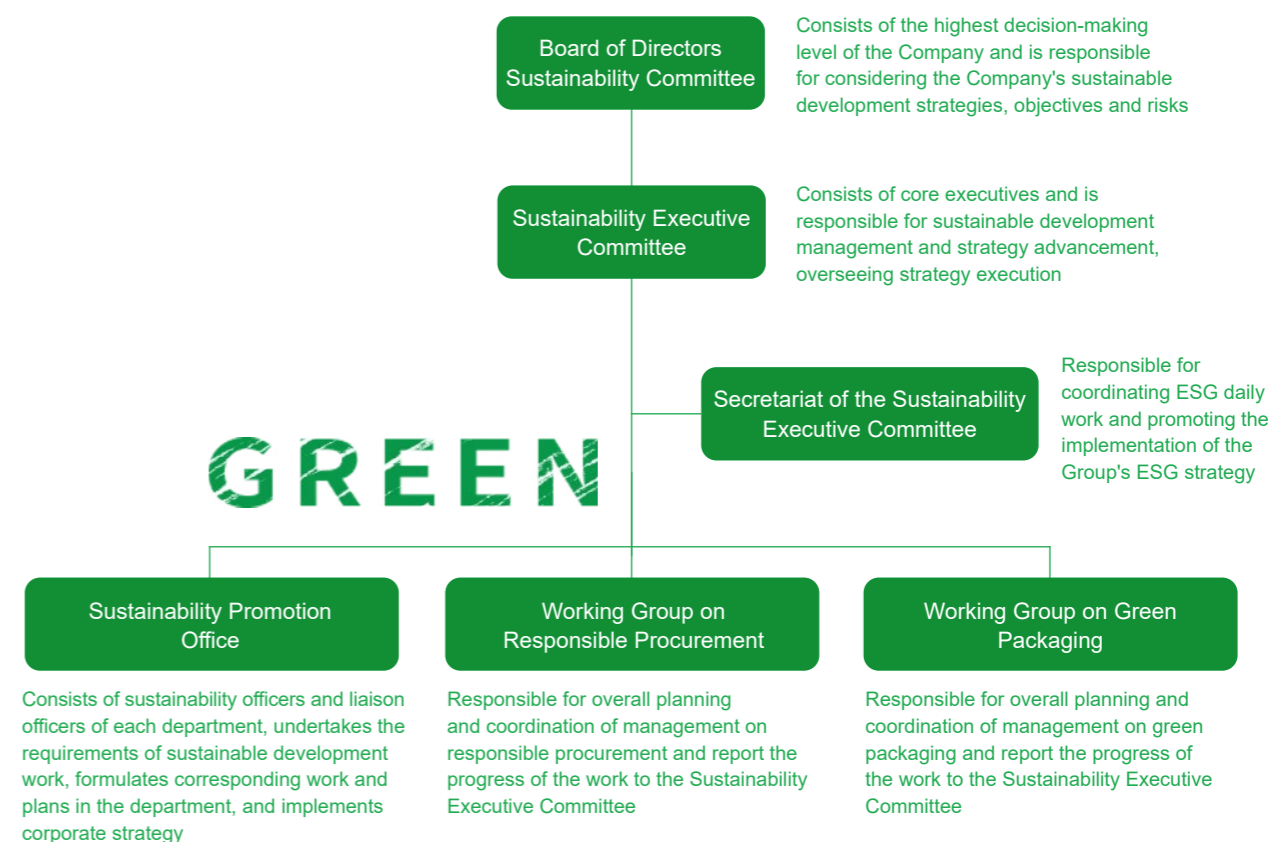 Board of Directors
Sustainability Committee
Consists of the highest decision-making
level of the Company and is responsible
for considering the Company's sustainable
development strategies, objectives and risks
Sustainability Executive
Committee
Consists of core executives and is
responsible for sustainable development
management and strategy advancement,
overseeing strategy execution
Secretariat of the Sustainability
Executive Committee
Responsible for
coordinating ESG daily
work and promoting the
implementation of the
Group's ESG strategy
GREEN
Sustainability Promotion
Office
Consists of sustainability officers and liaison
officers of each department, undertakes the
requirements of sustainable development
work, formulates corresponding work and
plans in the department, and implements
corporate strategy
Working Group on
Responsible Procurement
Responsible for overall planning
and coordination of management on
responsible procurement and report the
progress of the work to the Sustainability
Executive Committee
Working Group on Green
Packaging
Responsible for overall planning and
coordination of management on green
packaging and report the progress of
the work to the Sustainability Executive
Committee